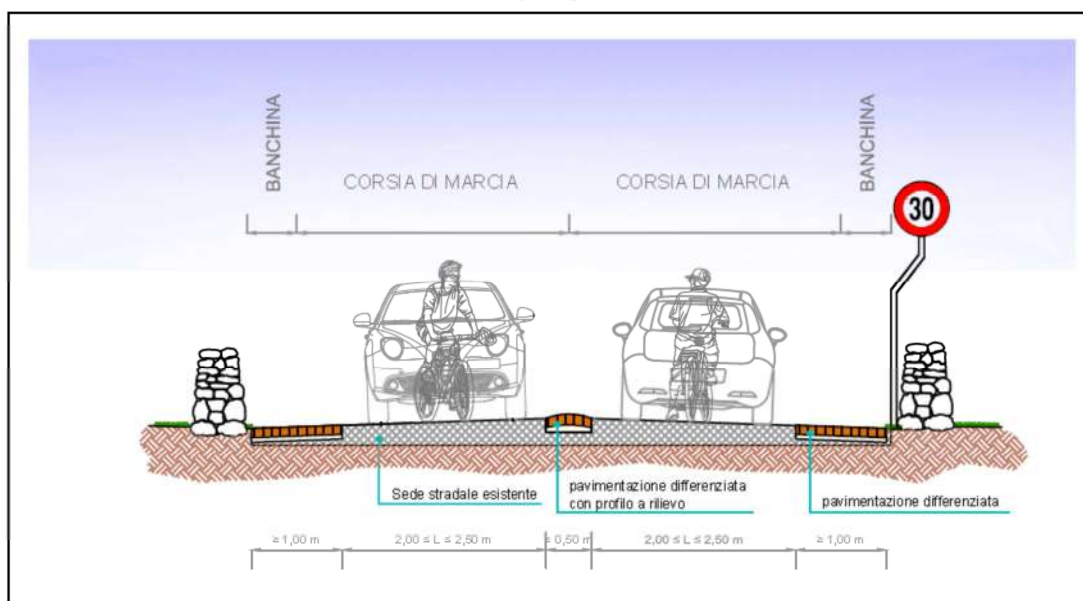 BANCHINA
CORSIA DI MARCIA
CORSIA DI MARCIA
BANCHINA
30
Sede stradale esistente
pavimentazione differenziata
con profilo a rilievo
pavimentazione differenziata
≥ 1,00 m
2,00 ≤ L ≤ 2,50 m
≥ 0,50 m
2,00 ≤ L ≤ 2,50 m
≥ 1,00 m